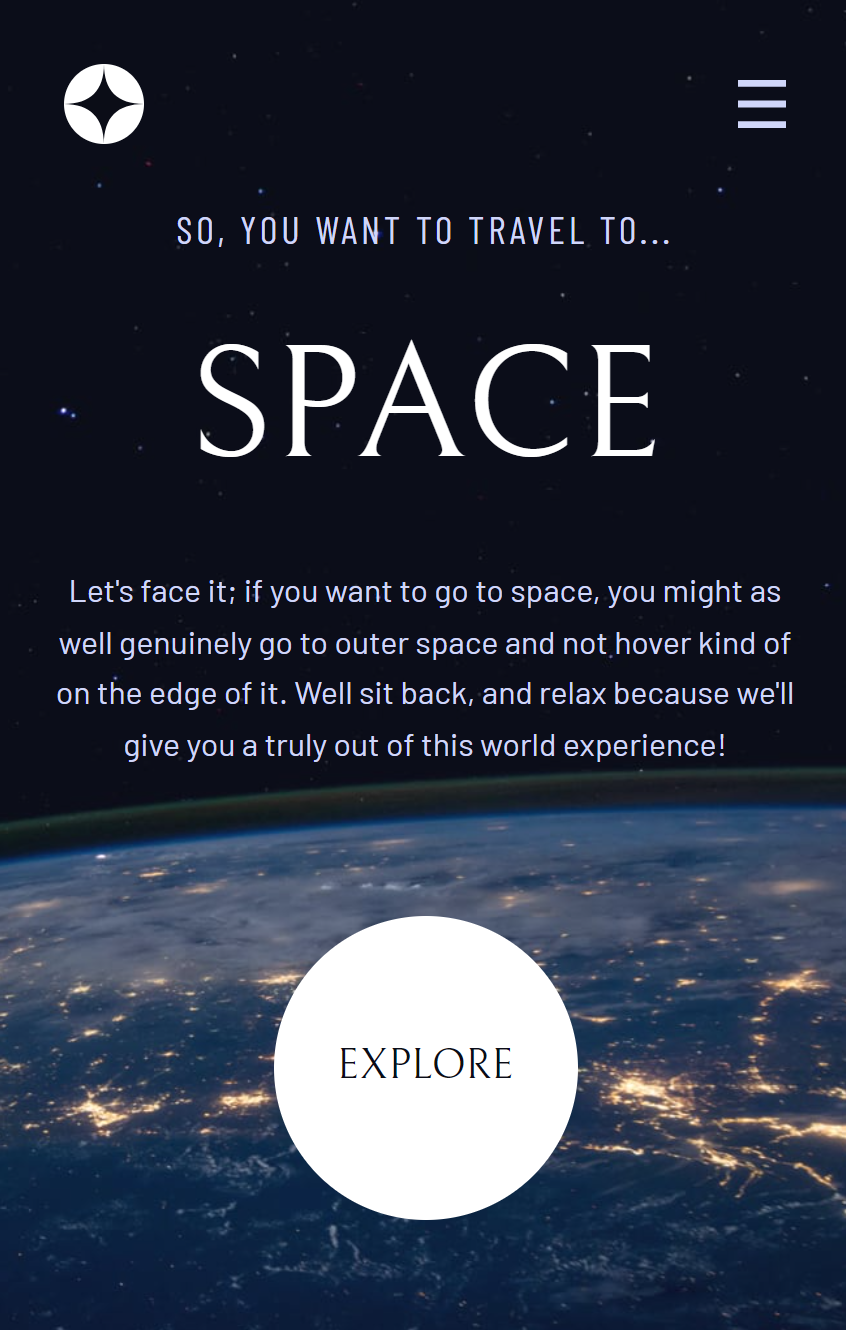 SO, YOU WANT TO TRAVEL TO...
SPACE
Let's face it; if you want to go to space, you might as
well genuinely go to outer space and not hover kind of
on the edge of it. Well sit back, and relax because we'll
give you a truly out of this world experience!
EXPLORE